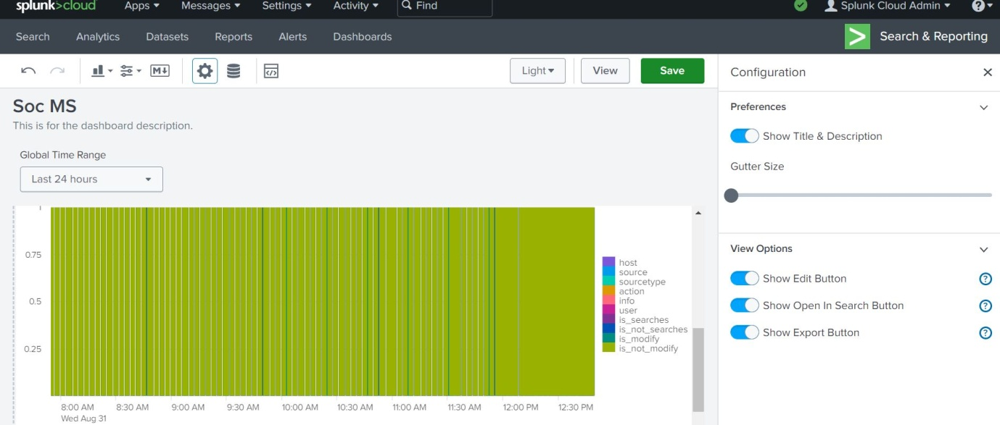 splunk>cloud Apps Messages Settings Activity Find Splunk Cloud Admin ?
Search Analytics Datasets Reports Alerts Dashboards > Search & Reporting
M↓ </> Light View Save
Configuration
Soc MS
This is for the dashboard description.
Preferences
Show Title & Description
Global Time Range
Last 24 hours
Gutter Size
1
0.75
0.5
0.25
host
source
sourcetype
action
info
user
is_searches
is_not_searches
is_modify
is_not_modify
8:00 AM 8:30 AM 9:00 AM 9:30 AM 10:00 AM 10:30 AM 11:00 AM 11:30 AM 12:00 PM 12:30 PM
Wed Aug 31
View Options
Show Edit Button ?
Show Open In Search Button ?
Show Export Button ?